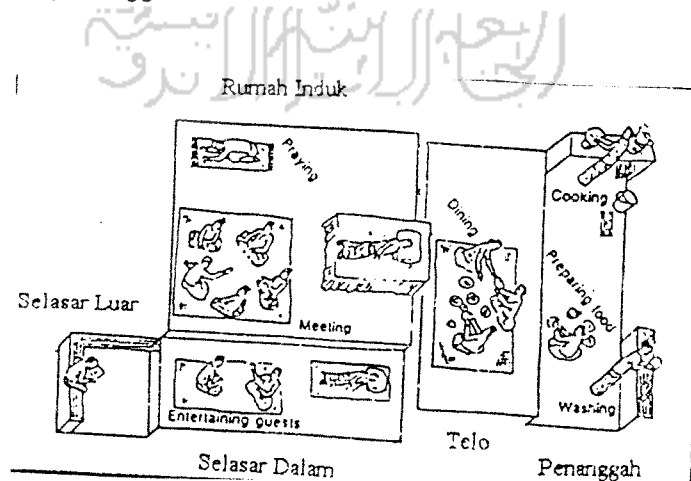 Rumah Induk
Praying
Cooking
Dining
Preparing food
Selasar Luar
Meeting
Entertaining guests
Washing
Selasar Dalam
Telo
Penanggah